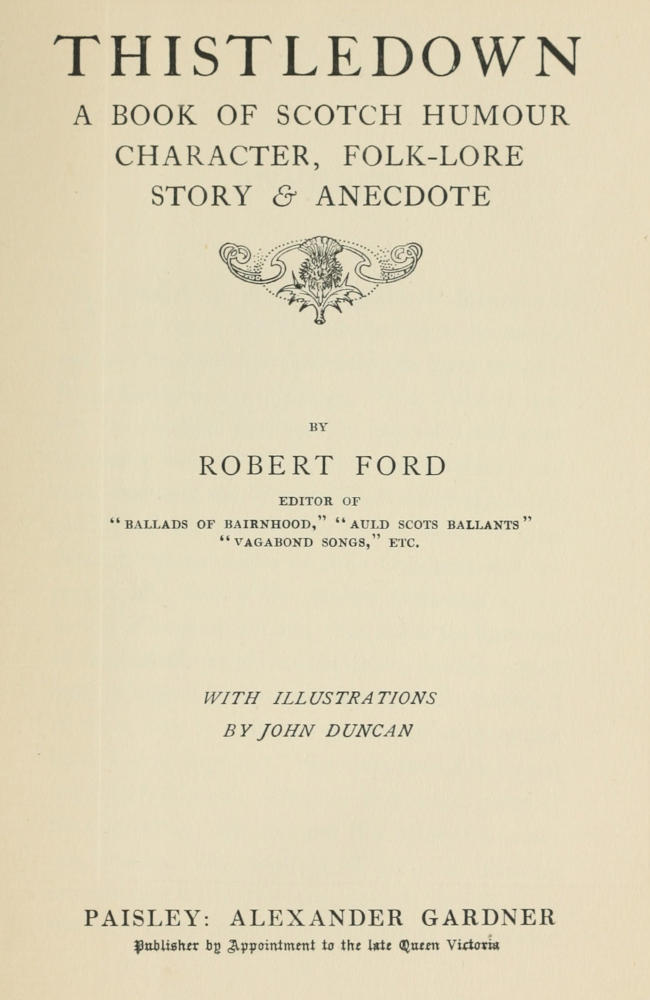 THISTLEDOWN
A BOOK OF SCOTCH HUMOUR
CHARACTER, FOLK-LORE
STORY & ANECDOTE
BY
ROBERT FORD
EDITOR OF
“BALLADS OF BAIRNHOOD,” “AULD SCOTS BALLANTS”
“VAGABOND SONGS,” ETC.
WITH ILLUSTRATIONS
BY JOHN DUNCAN
PAISLEY: ALEXANDER GARDNER
Publisher by Appointment to the late Queen Victoria